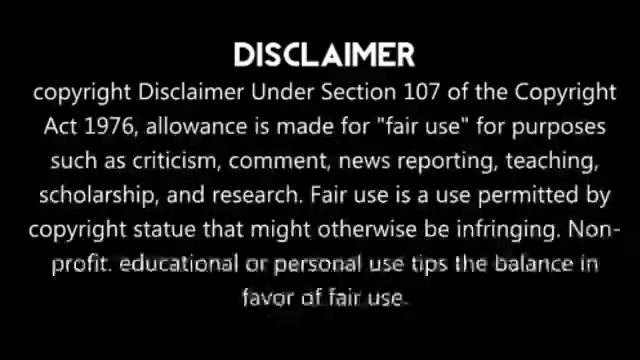 DISCLAIMER
copyright Disclaimer Under Section 107 of the Copyright
Act 1976, allowance is made for "fair use" for purposes
such as criticism, comment, news reporting, teaching,
scholarship, and research. Fair use is a use permitted by
copyright statue that might otherwise be infringing. Non-
profit. educational or personal use tips the balance in
favor of fair use.